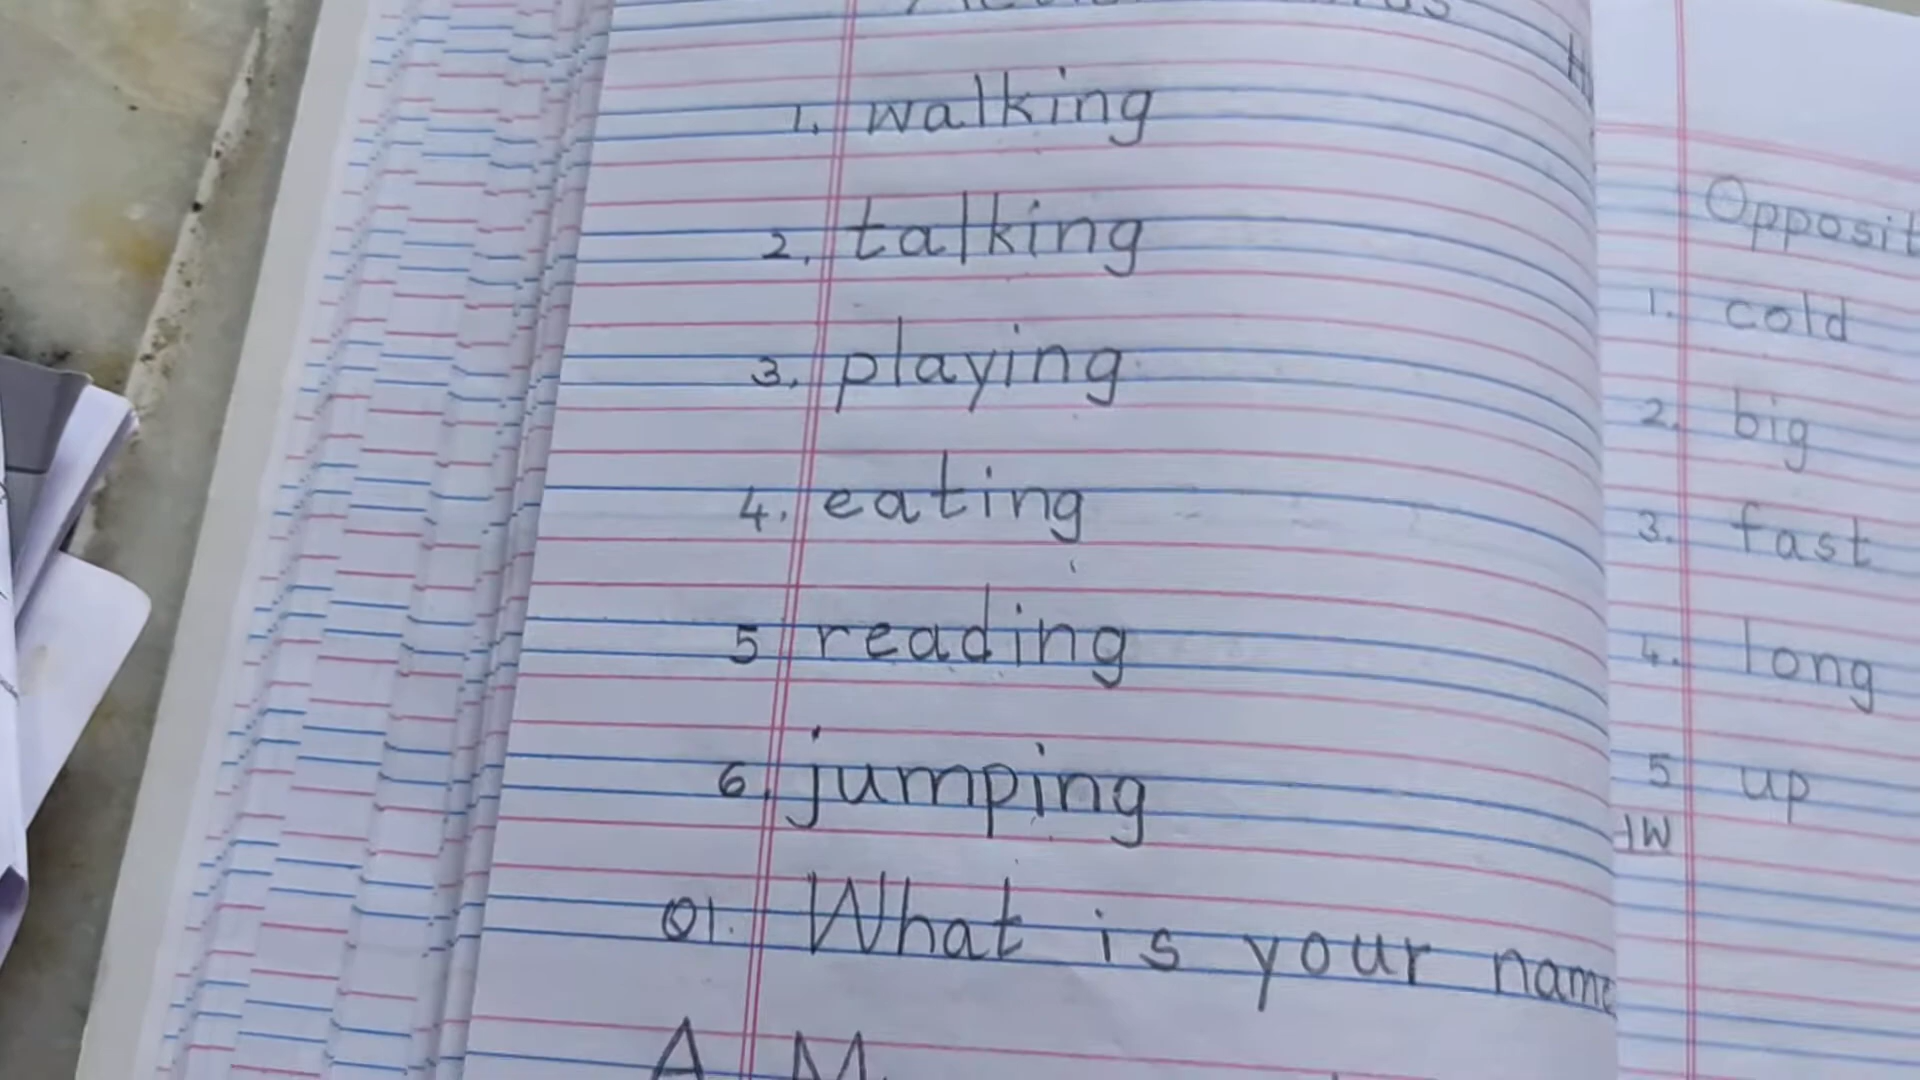 1. walking
2. talking
3. playing
4. eating
5 reading
6. jumping
Q1. What is your name
A M
Opposit
1. cold
2. big
3. fast
4. long
5 up
HW